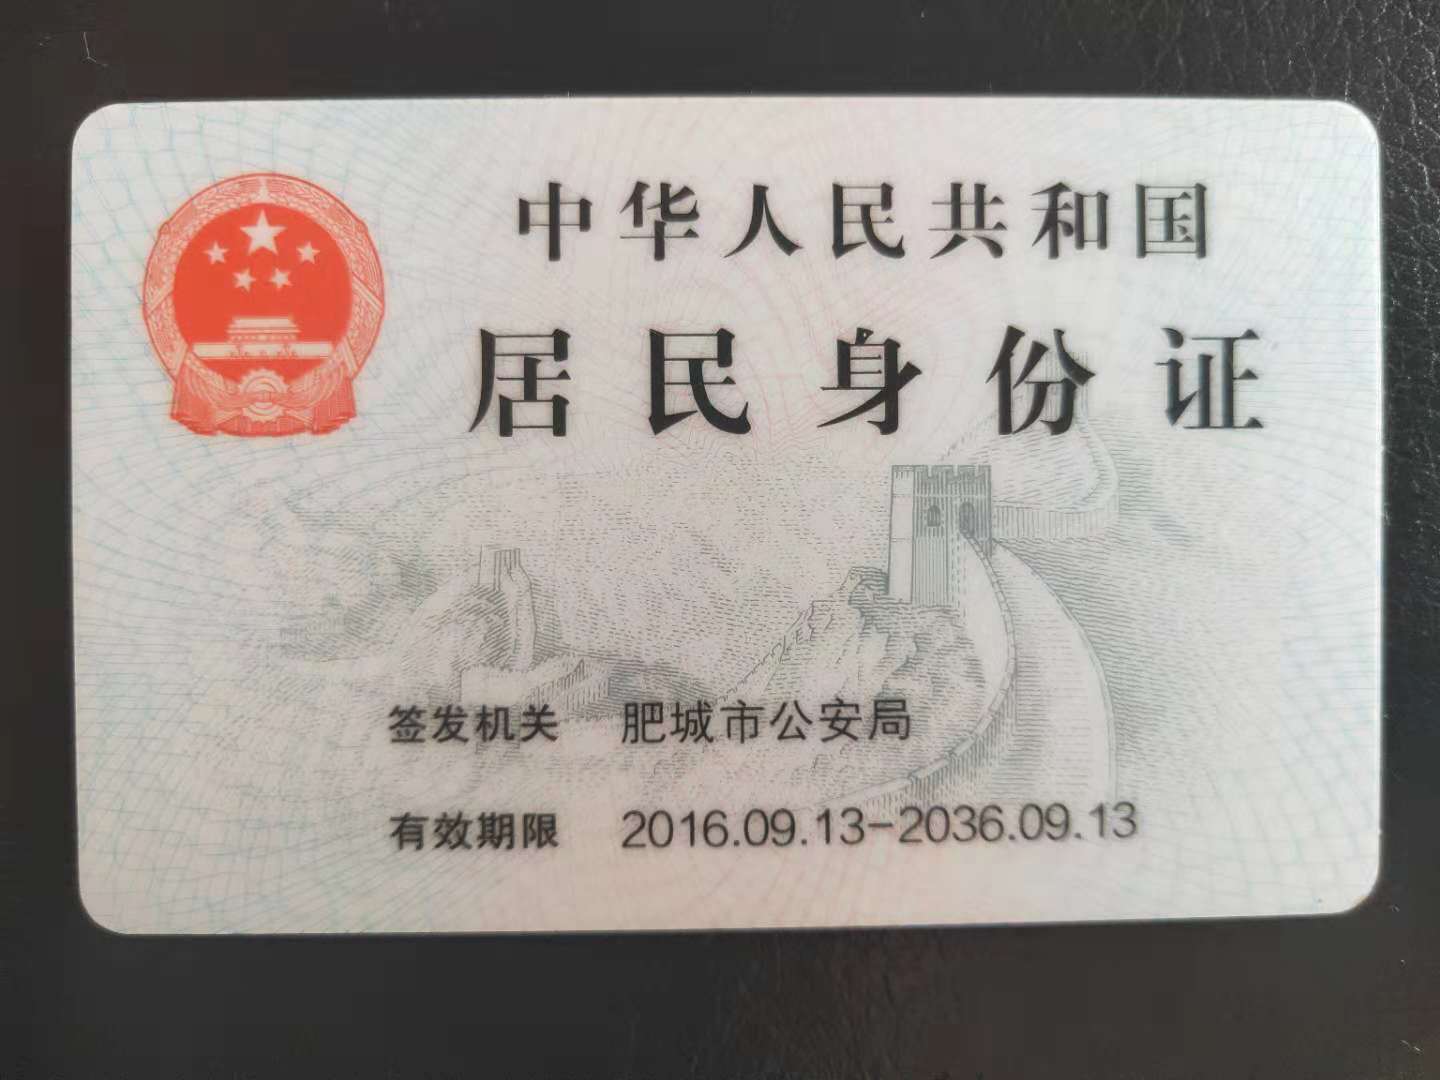 中华人民共和国
居民身份证
签发机关 肥城市公安局
有效期限 2016.09.13-2036.09.13